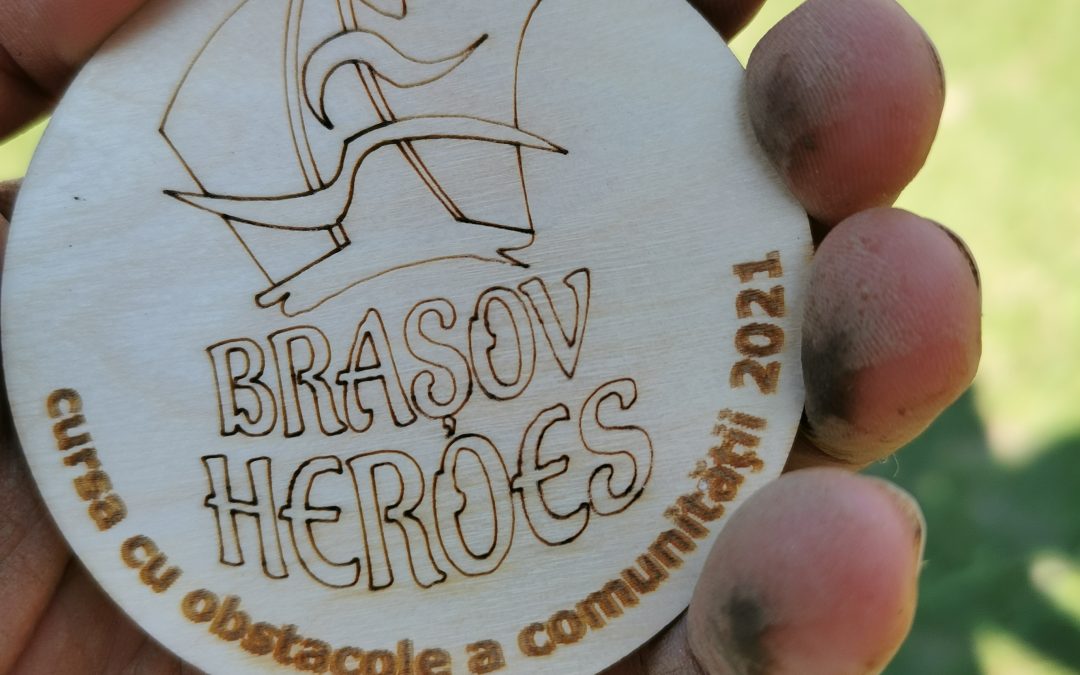 BRAȘOV
HEROES
cursa cu obstacole a comunității 2021